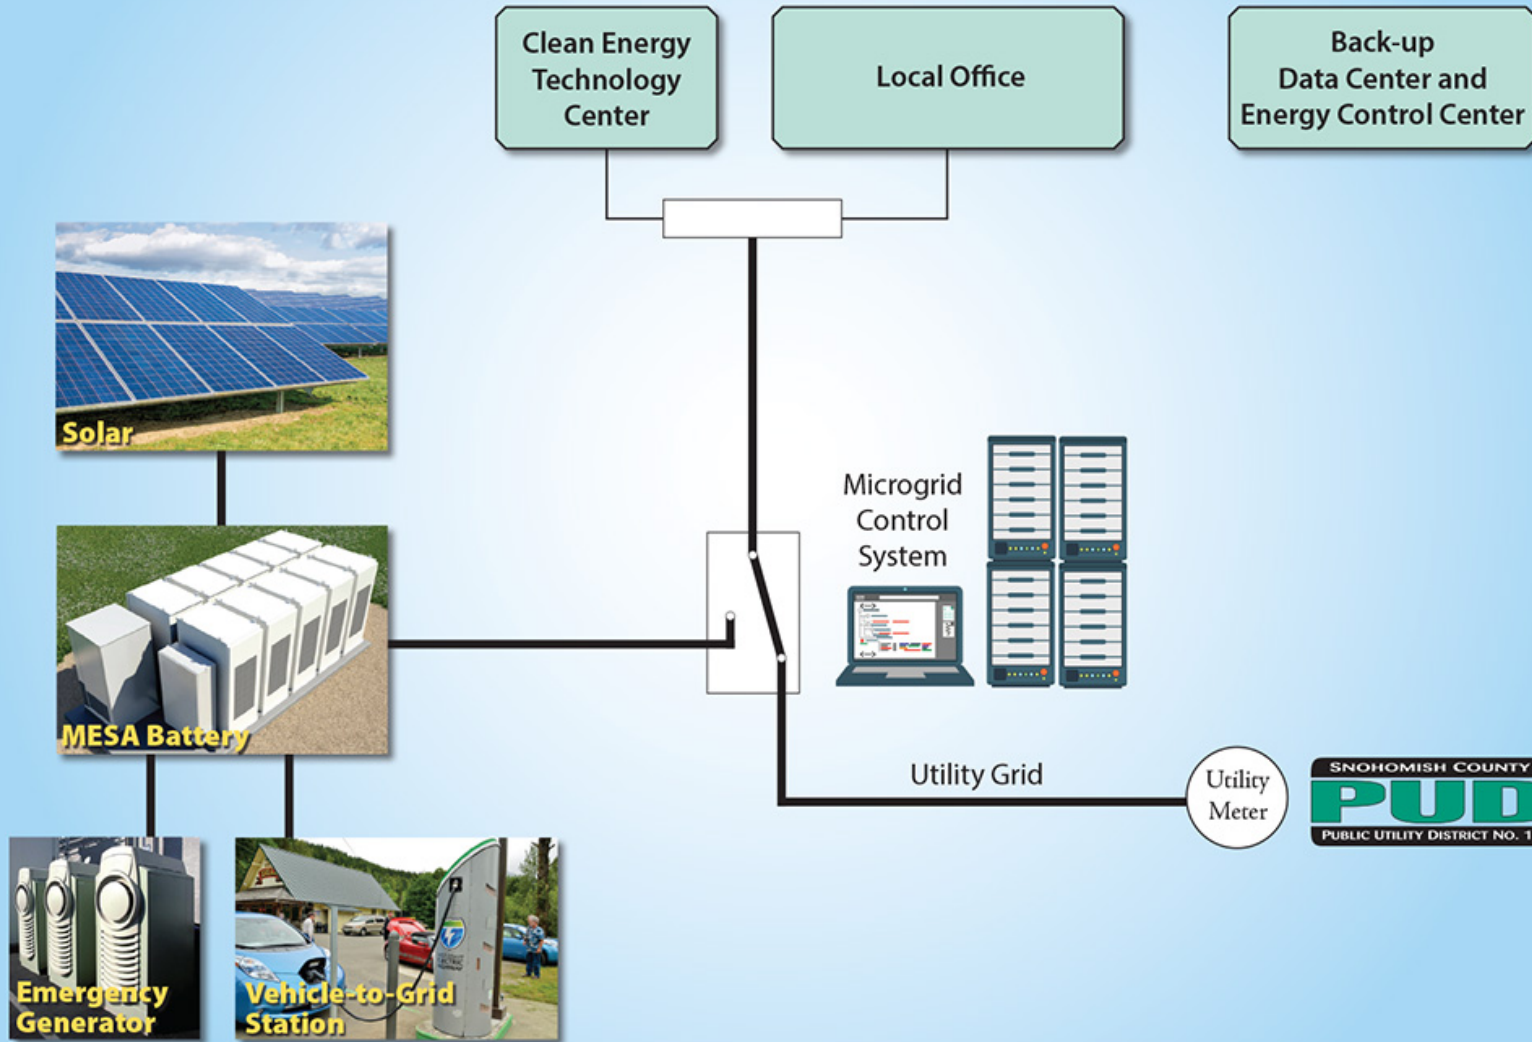 Clean Energy
Technology
Center
Local Office
Back-up
Data Center and
Energy Control Center
Solar
Microgrid
Control
System
MESA Battery
Utility Grid
Utility
Meter
SNOHOMISH COUNTY
PUD
PUBLIC UTILITY DISTRICT NO. 1
Emergency
Generator
Vehicle-to-Grid
Station